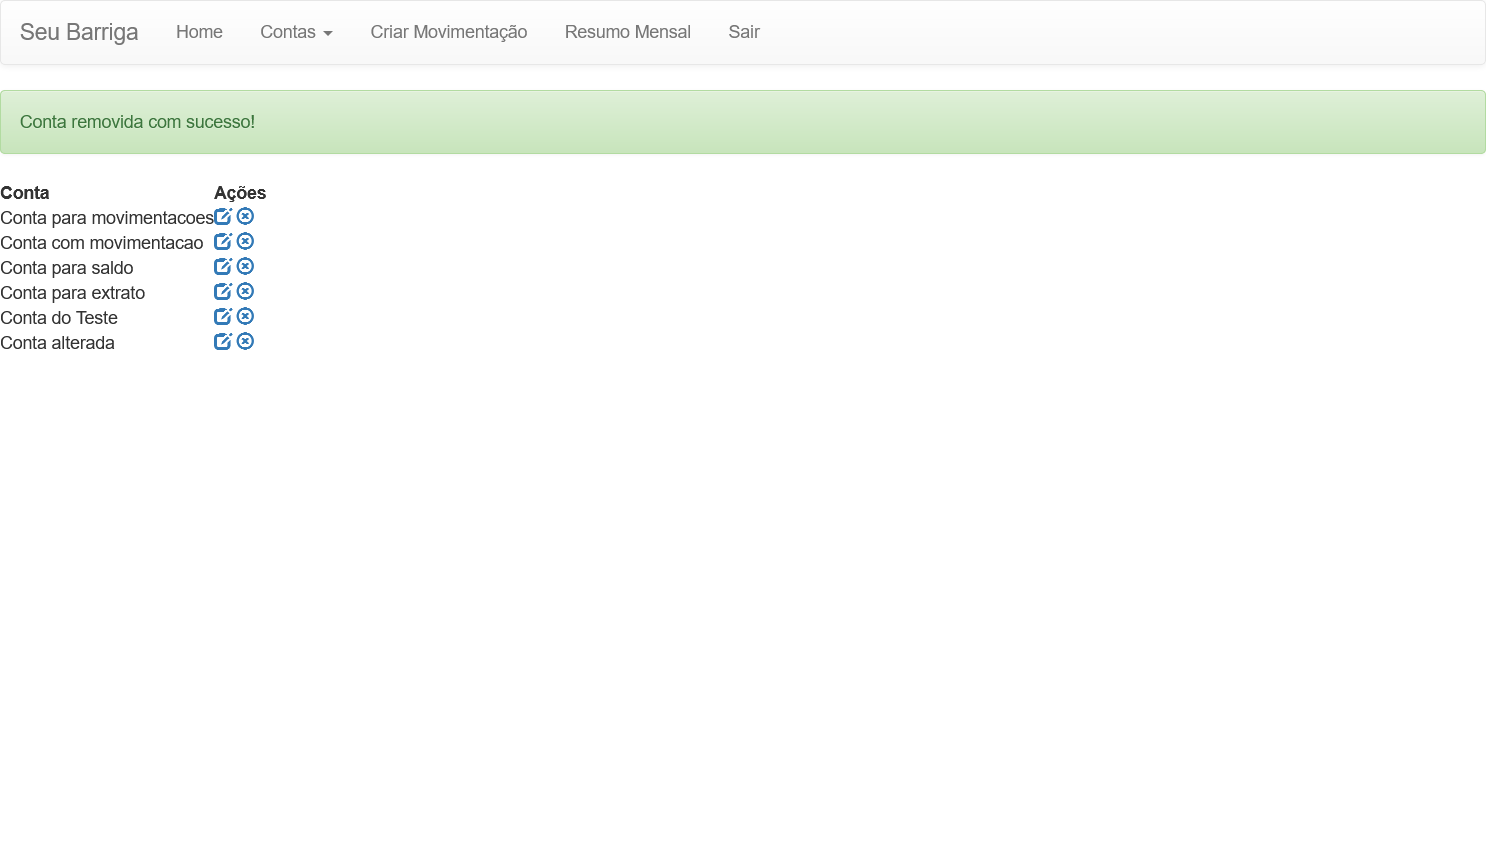 Seu Barriga Home Contas Criar Movimentação Resumo Mensal Sair
Conta removida com sucesso!
Conta Ações
Conta para movimentacoes
Conta com movimentacao
Conta para saldo
Conta para extrato
Conta do Teste
Conta alterada